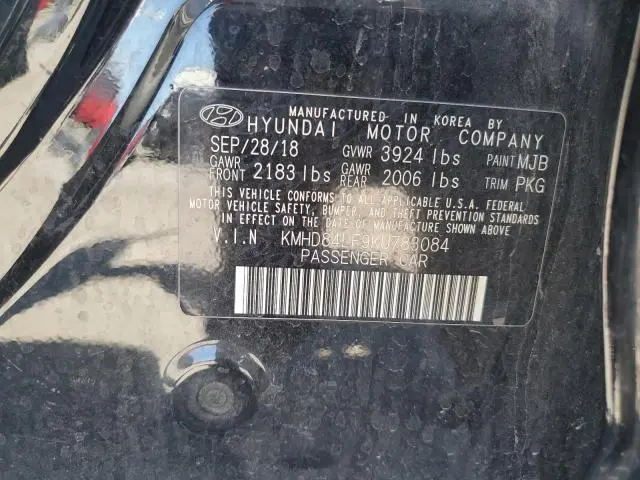 MANUFACTURED IN KOREA BY
HYUNDAI MOTOR COMPANY
SEP/28/18 GVWR 3924 lbs PAINT MJB
GAWR FRONT 2183 lbs GAWR REAR 2006 lbs TRIM PKG
THIS VEHICLE CONFORMS TO ALL APPLICABLE U.S.A. FEDERAL
MOTOR VEHICLE SAFETY, BUMPER, AND THEFT PREVENTION STANDARDS
IN EFFECT ON THE DATE OF MANUFACTURE SHOWN ABOVE
V.I.N KMHD84LF9KU783084
PASSENGER CAR